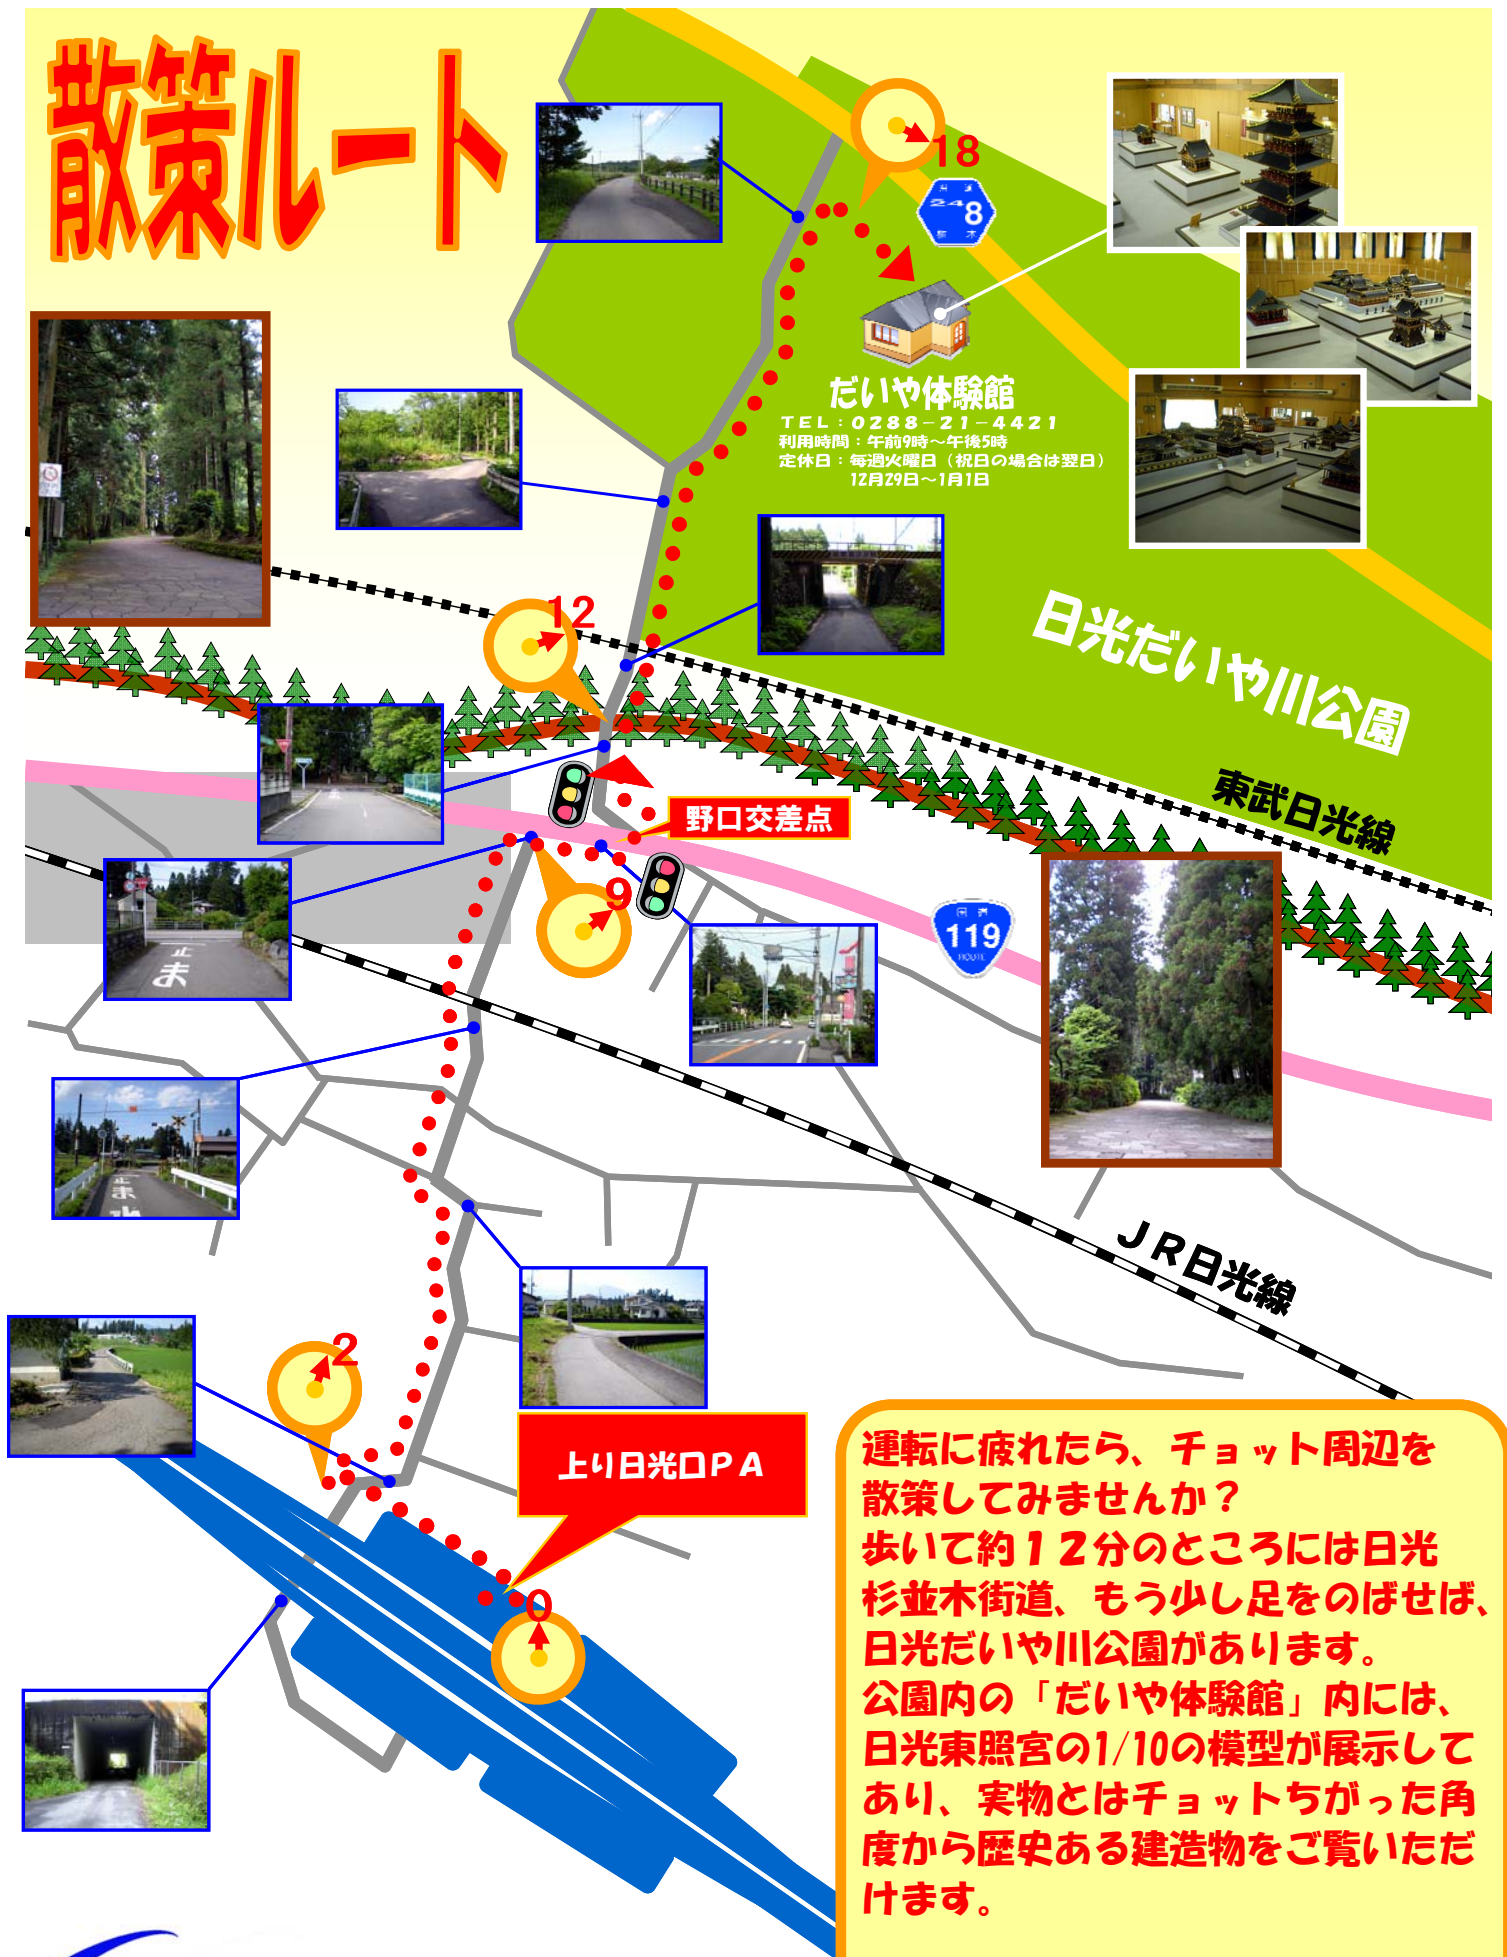 散策ルート
18
国道
248
栃木
だいや体験館
TEL：0288－21－4421
利用時間：午前9時～午後5時
定休日：毎週火曜日（祝日の場合は翌日）
12月29日～1月1日
12
日光だいや川公園
東武日光線
野口交差点
9
国道
119
ROUTE
止
ま
JR日光線
2
上り日光口PA
0
運転に疲れたら、チョット周辺を
散策してみませんか？
歩いて約１２分のところには日光
杉並木街道、もう少し足をのばせば、
日光だいや川公園があります。
公園内の「だいや体験館」内には、
日光東照宮の1/10の模型が展示して
あり、実物とはチョットちがった角
度から歴史ある建造物をご覧いただ
けます。